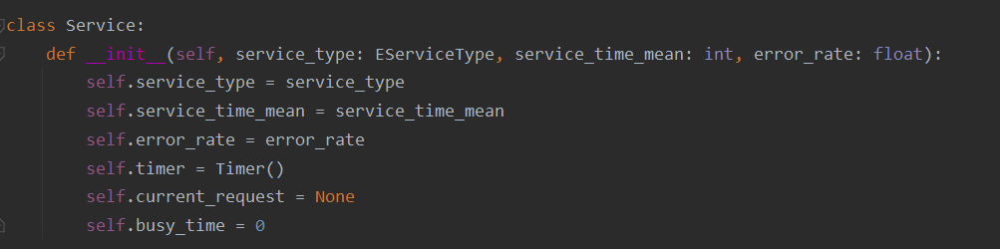 class Service:
    def __init__(self, service_type: EServiceType, service_time_mean: int, error_rate: float):
        self.service_type = service_type
        self.service_time_mean = service_time_mean
        self.error_rate = error_rate
        self.timer = Timer()
        self.current_request = None
        self.busy_time = 0